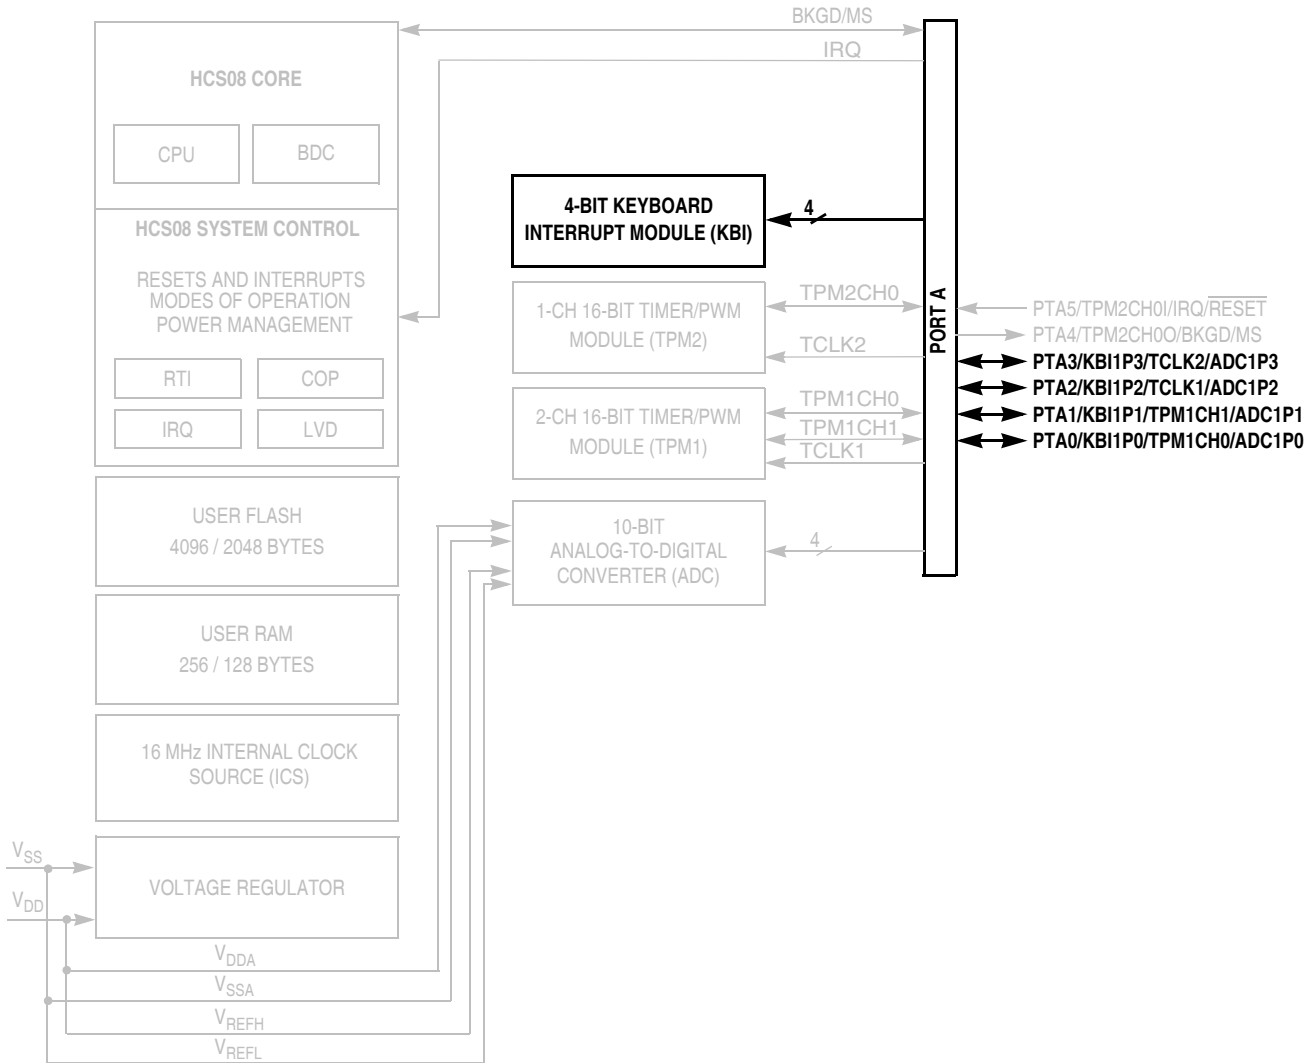 BKGD/MS
IRQ
HCS08 CORE
CPU
BDC
HCS08 SYSTEM CONTROL
RESETS AND INTERRUPTS
MODES OF OPERATION
POWER MANAGEMENT
RTI
COP
IRQ
LVD
USER FLASH
4096 / 2048 BYTES
USER RAM
256 / 128 BYTES
16 MHz INTERNAL CLOCK
SOURCE (ICS)
VOLTAGE REGULATOR
VSS
VDD
VDDA
VSSA
VREFH
VREFL
4-BIT KEYBOARD
INTERRUPT MODULE (KBI)
4
1-CH 16-BIT TIMER/PWM
MODULE (TPM2)
TPM2CH0
TCLK2
2-CH 16-BIT TIMER/PWM
MODULE (TPM1)
TPM1CH0
TPM1CH1
TCLK1
10-BIT
ANALOG-TO-DIGITAL
CONVERTER (ADC)
4
PORT A
PTA5/TPM2CH0I/IRQ/RESET
PTA4/TPM2CH0O/BKGD/MS
PTA3/KBI1P3/TCLK2/ADC1P3
PTA2/KBI1P2/TCLK1/ADC1P2
PTA1/KBI1P1/TPM1CH1/ADC1P1
PTA0/KBI1P0/TPM1CH0/ADC1P0